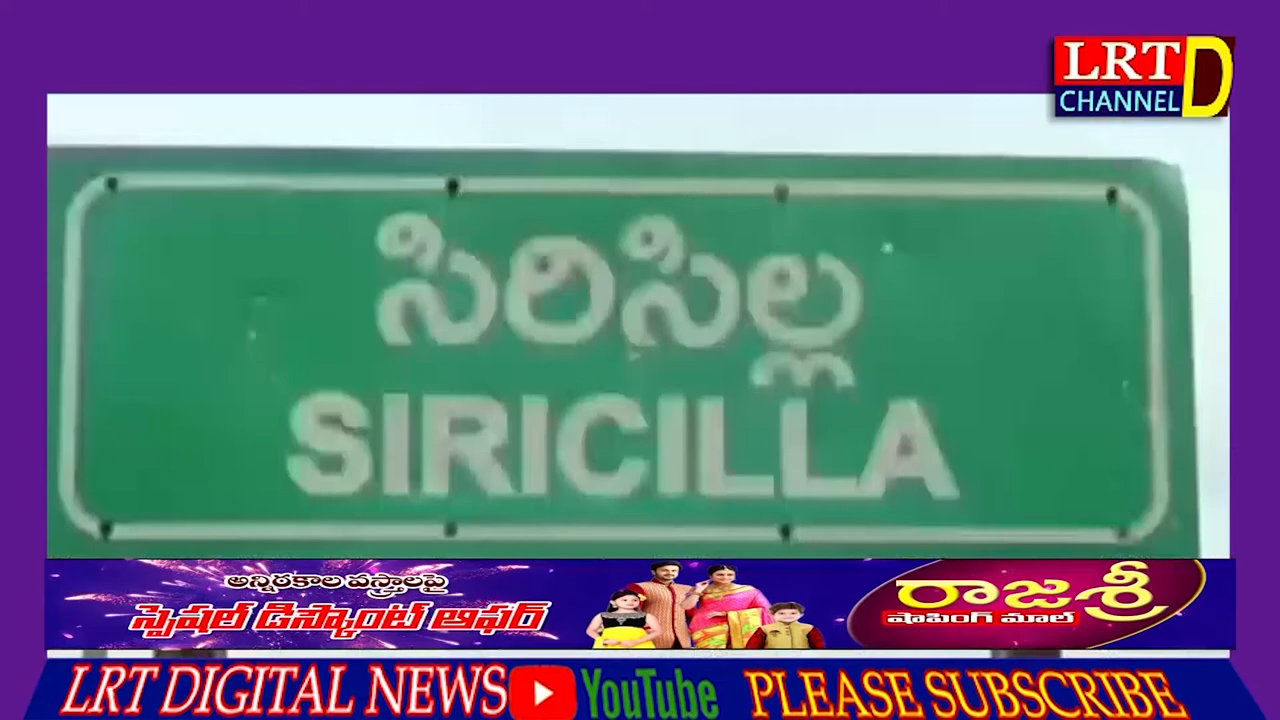 LRT D
CHANNEL
సిరిసిల్ల
SIRICILLA
అన్నిరకాల వస్త్రాలపై
స్పెషల్ డిస్కౌంట్ ఆఫర్
రాజశ్రీ
షాపింగ్ మాల్
LRT DIGITAL NEWS YouTube PLEASE SUBSCRIBE